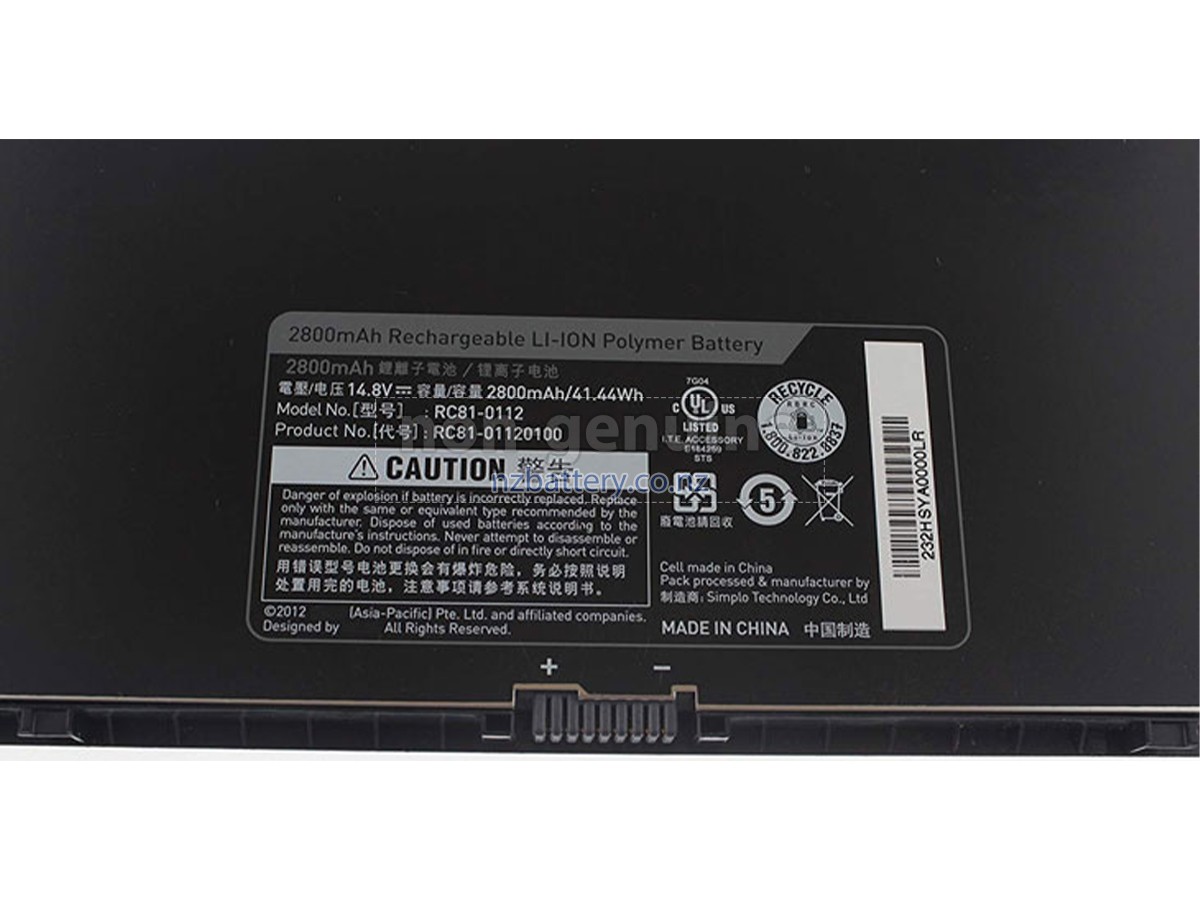 2800mAh Rechargeable LI-ION Polymer Battery
2800mAh 鋰離子電池 / 锂离子电池
電壓/电压 14.8V⎓ 容量/容量 2800mAh/41.44Wh
Model No.[型号] : RC81-0112
Product No.[代号]: RC81-01120100
non genuine
nzbattery.co.nz
CAUTION 警告
Danger of explosion if battery is incorrectly replaced. Replace
only with the same or equivalent type recommended by the
manufacturer. Dispose of used batteries according to the
manufacturer's instructions. Never attempt to disassemble or
reassemble. Do not dispose of in fire or directly short circuit.
用错误型号电池更换会有爆炸危险，务必按照说明
处置用完的电池，注意事项请参考系统说明书。
©2012 (Asia-Pacific) Pte. Ltd. and affiliated companies.
Designed by All Rights Reserved.
7G04
C UL US
LISTED
I.T.E. ACCESSORY
STS
RECYCLE
RBRC
Li-Ion
1.800.822.8837
廢電池請回收
5
Cell made in China
Pack processed & manufacturer by
制造商: Simplo Technology Co., Ltd
MADE IN CHINA 中国制造
232HSYA0000LR
+ −